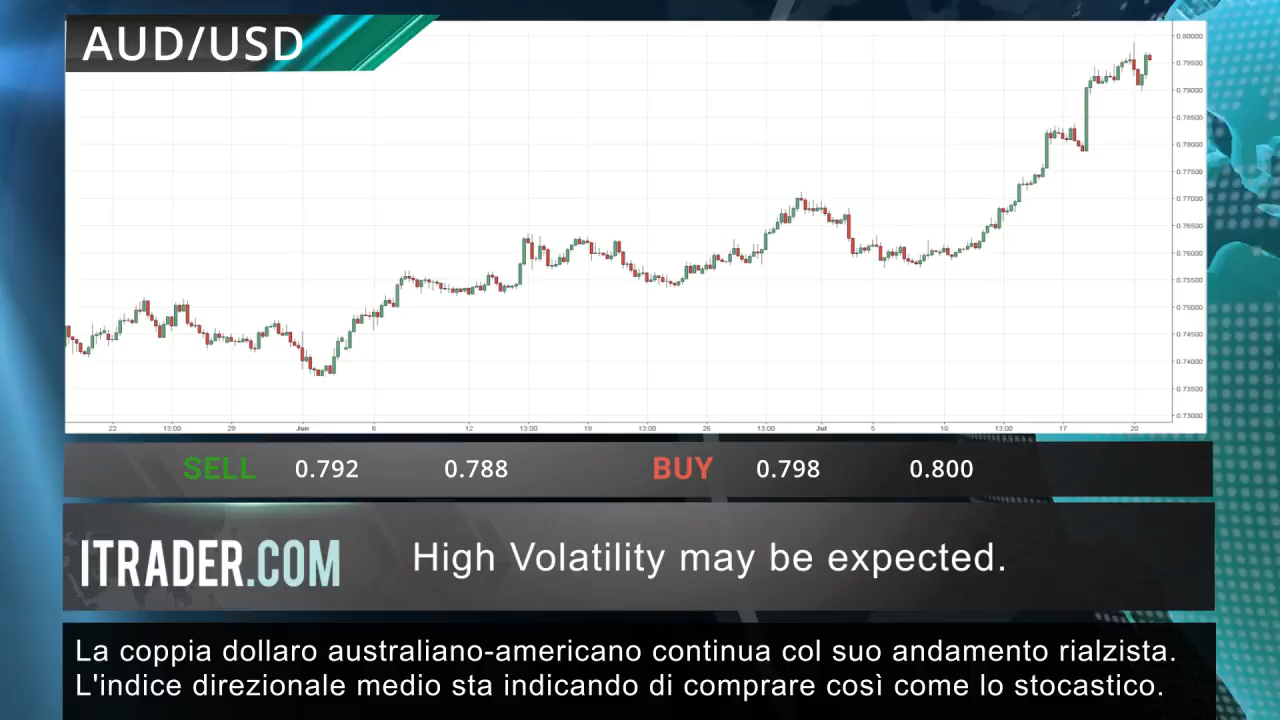 AUD/USD
0.80000
0.79500
0.79000
0.78500
0.78000
0.77500
0.77000
0.76500
0.76000
0.75500
0.75000
0.74500
0.74000
0.73500
0.73000
22 13:00 29 Jun 6 12 13:00 19 13:00 26 13:00 Jul 5 10 13:00 17 20
SELL 0.792 0.788 BUY 0.798 0.800
ITRADER.COM High Volatility may be expected.
La coppia dollaro australiano-americano continua col suo andamento rialzista.
L'indice direzionale medio sta indicando di comprare così come lo stocastico.